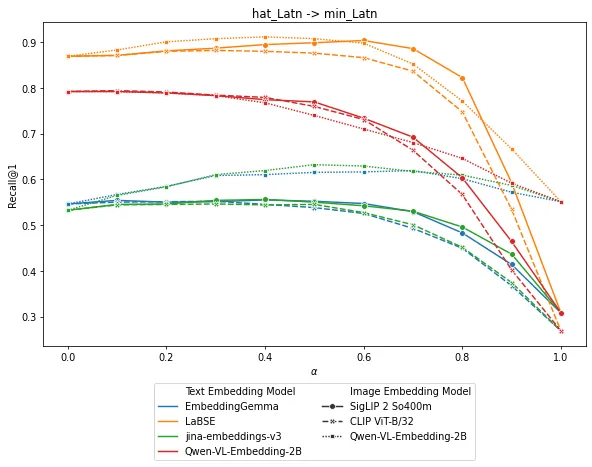 hat_Latn -> min_Latn
Recall@1
0.9
0.8
0.7
0.6
0.5
0.4
0.3
0.0 0.2 0.4 0.6 0.8 1.0
α
Text Embedding Model Image Embedding Model
EmbeddingGemma SigLIP 2 So400m
LaBSE CLIP ViT-B/32
jina-embeddings-v3 Qwen-VL-Embedding-2B
Qwen-VL-Embedding-2B